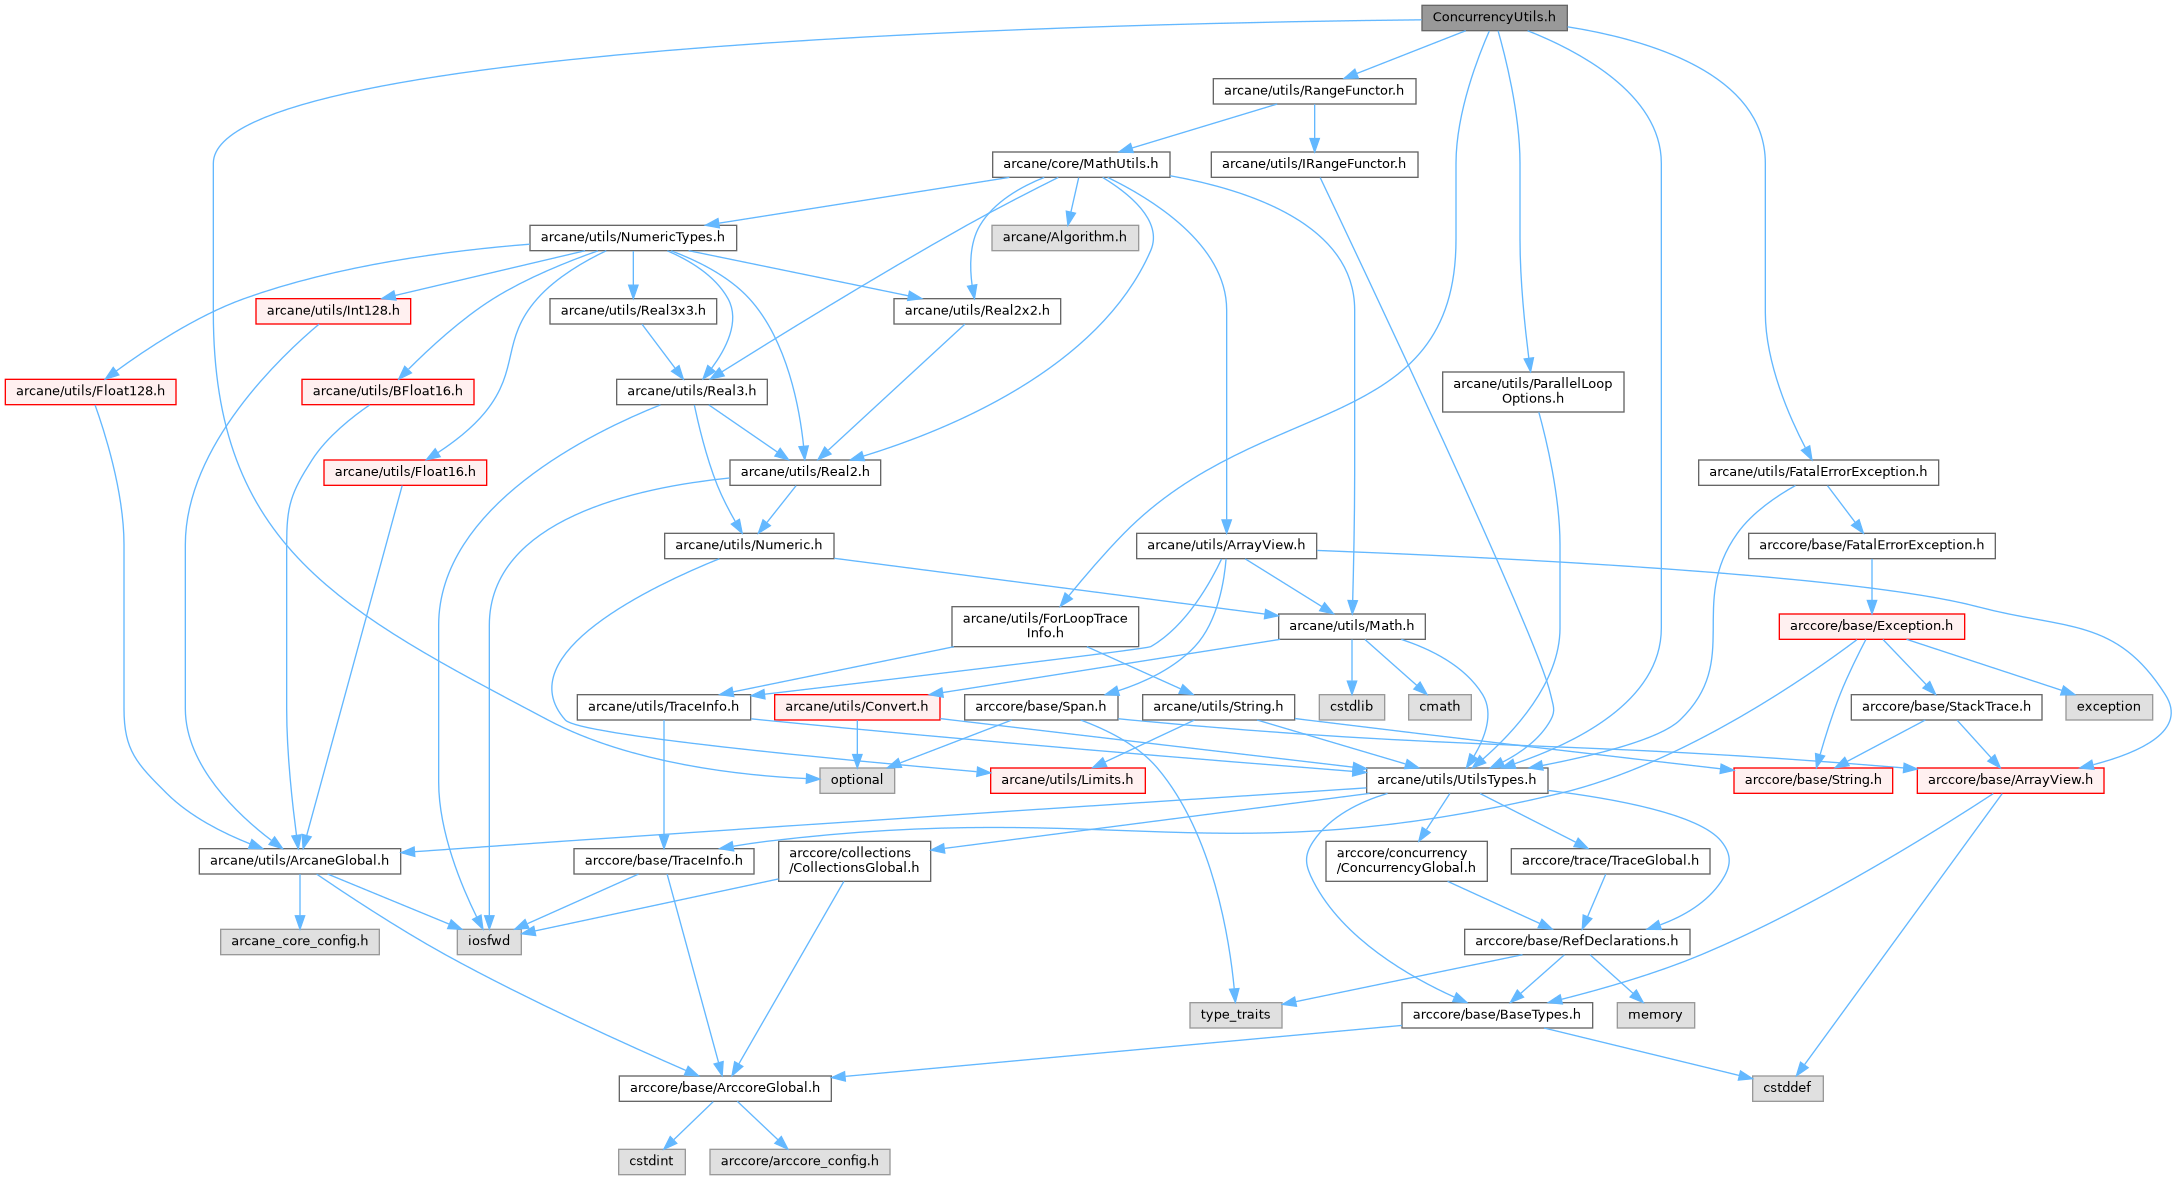 ConcurrencyUtils.h
arcane/utils/RangeFunctor.h
arcane/core/MathUtils.h
arcane/utils/IRangeFunctor.h
arcane/utils/NumericTypes.h
arcane/Algorithm.h
arcane/utils/Int128.h
arcane/utils/Real3x3.h
arcane/utils/Real2x2.h
arcane/utils/Float128.h
arcane/utils/BFloat16.h
arcane/utils/Real3.h
arcane/utils/ParallelLoop
Options.h
arcane/utils/Float16.h
arcane/utils/Real2.h
arcane/utils/FatalErrorException.h
arcane/utils/Numeric.h
arcane/utils/ArrayView.h
arccore/base/FatalErrorException.h
arcane/utils/ForLoopTrace
Info.h
arcane/utils/Math.h
arccore/base/Exception.h
arcane/utils/TraceInfo.h
arcane/utils/Convert.h
arccore/base/Span.h
arcane/utils/String.h
cstdlib
cmath
arccore/base/StackTrace.h
exception
optional
arcane/utils/Limits.h
arcane/utils/UtilsTypes.h
arccore/base/String.h
arccore/base/ArrayView.h
arcane/utils/ArcaneGlobal.h
arccore/base/TraceInfo.h
arccore/collections
/CollectionsGlobal.h
arccore/concurrency
/ConcurrencyGlobal.h
arccore/trace/TraceGlobal.h
arcane_core_config.h
iosfwd
arccore/base/RefDeclarations.h
type_traits
arccore/base/BaseTypes.h
memory
arccore/base/ArccoreGlobal.h
cstddef
cstdint
arccore/arccore_config.h